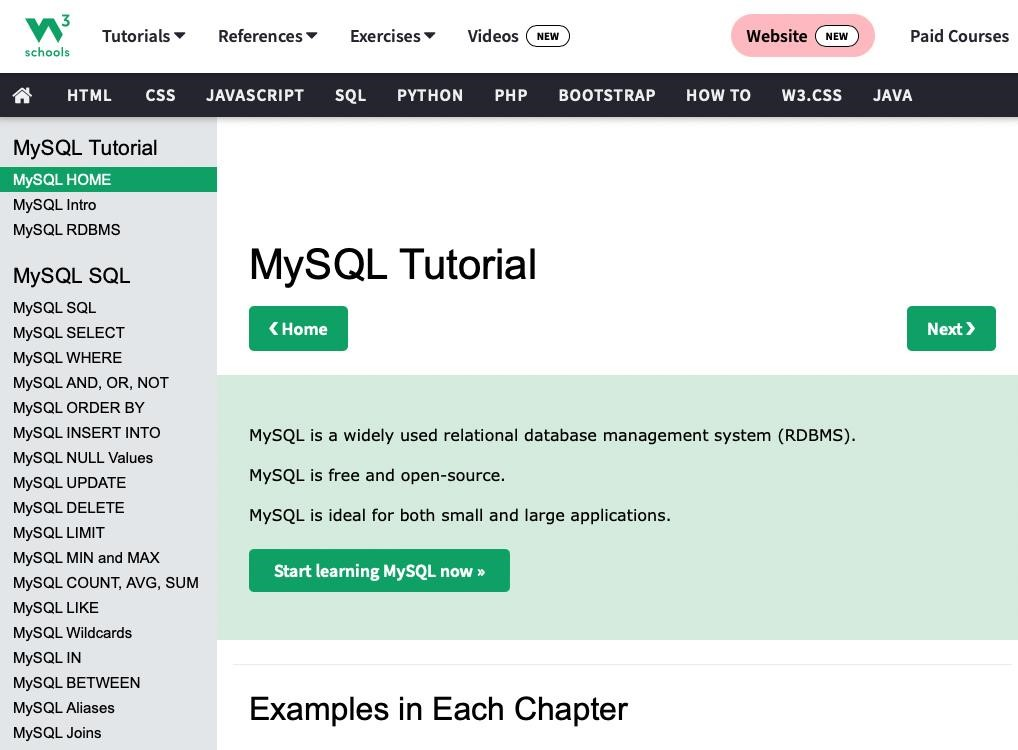 W3 schools
Tutorials References Exercises Videos NEW Website NEW Paid Courses
HTML CSS JAVASCRIPT SQL PYTHON PHP BOOTSTRAP HOW TO W3.CSS JAVA
MySQL Tutorial
MySQL HOME
MySQL Intro
MySQL RDBMS
MySQL SQL
MySQL SQL
MySQL SELECT
MySQL WHERE
MySQL AND, OR, NOT
MySQL ORDER BY
MySQL INSERT INTO
MySQL NULL Values
MySQL UPDATE
MySQL DELETE
MySQL LIMIT
MySQL MIN and MAX
MySQL COUNT, AVG, SUM
MySQL LIKE
MySQL Wildcards
MySQL IN
MySQL BETWEEN
MySQL Aliases
MySQL Joins
MySQL Tutorial
❮ Home Next ❯
MySQL is a widely used relational database management system (RDBMS).
MySQL is free and open-source.
MySQL is ideal for both small and large applications.
Start learning MySQL now »
Examples in Each Chapter